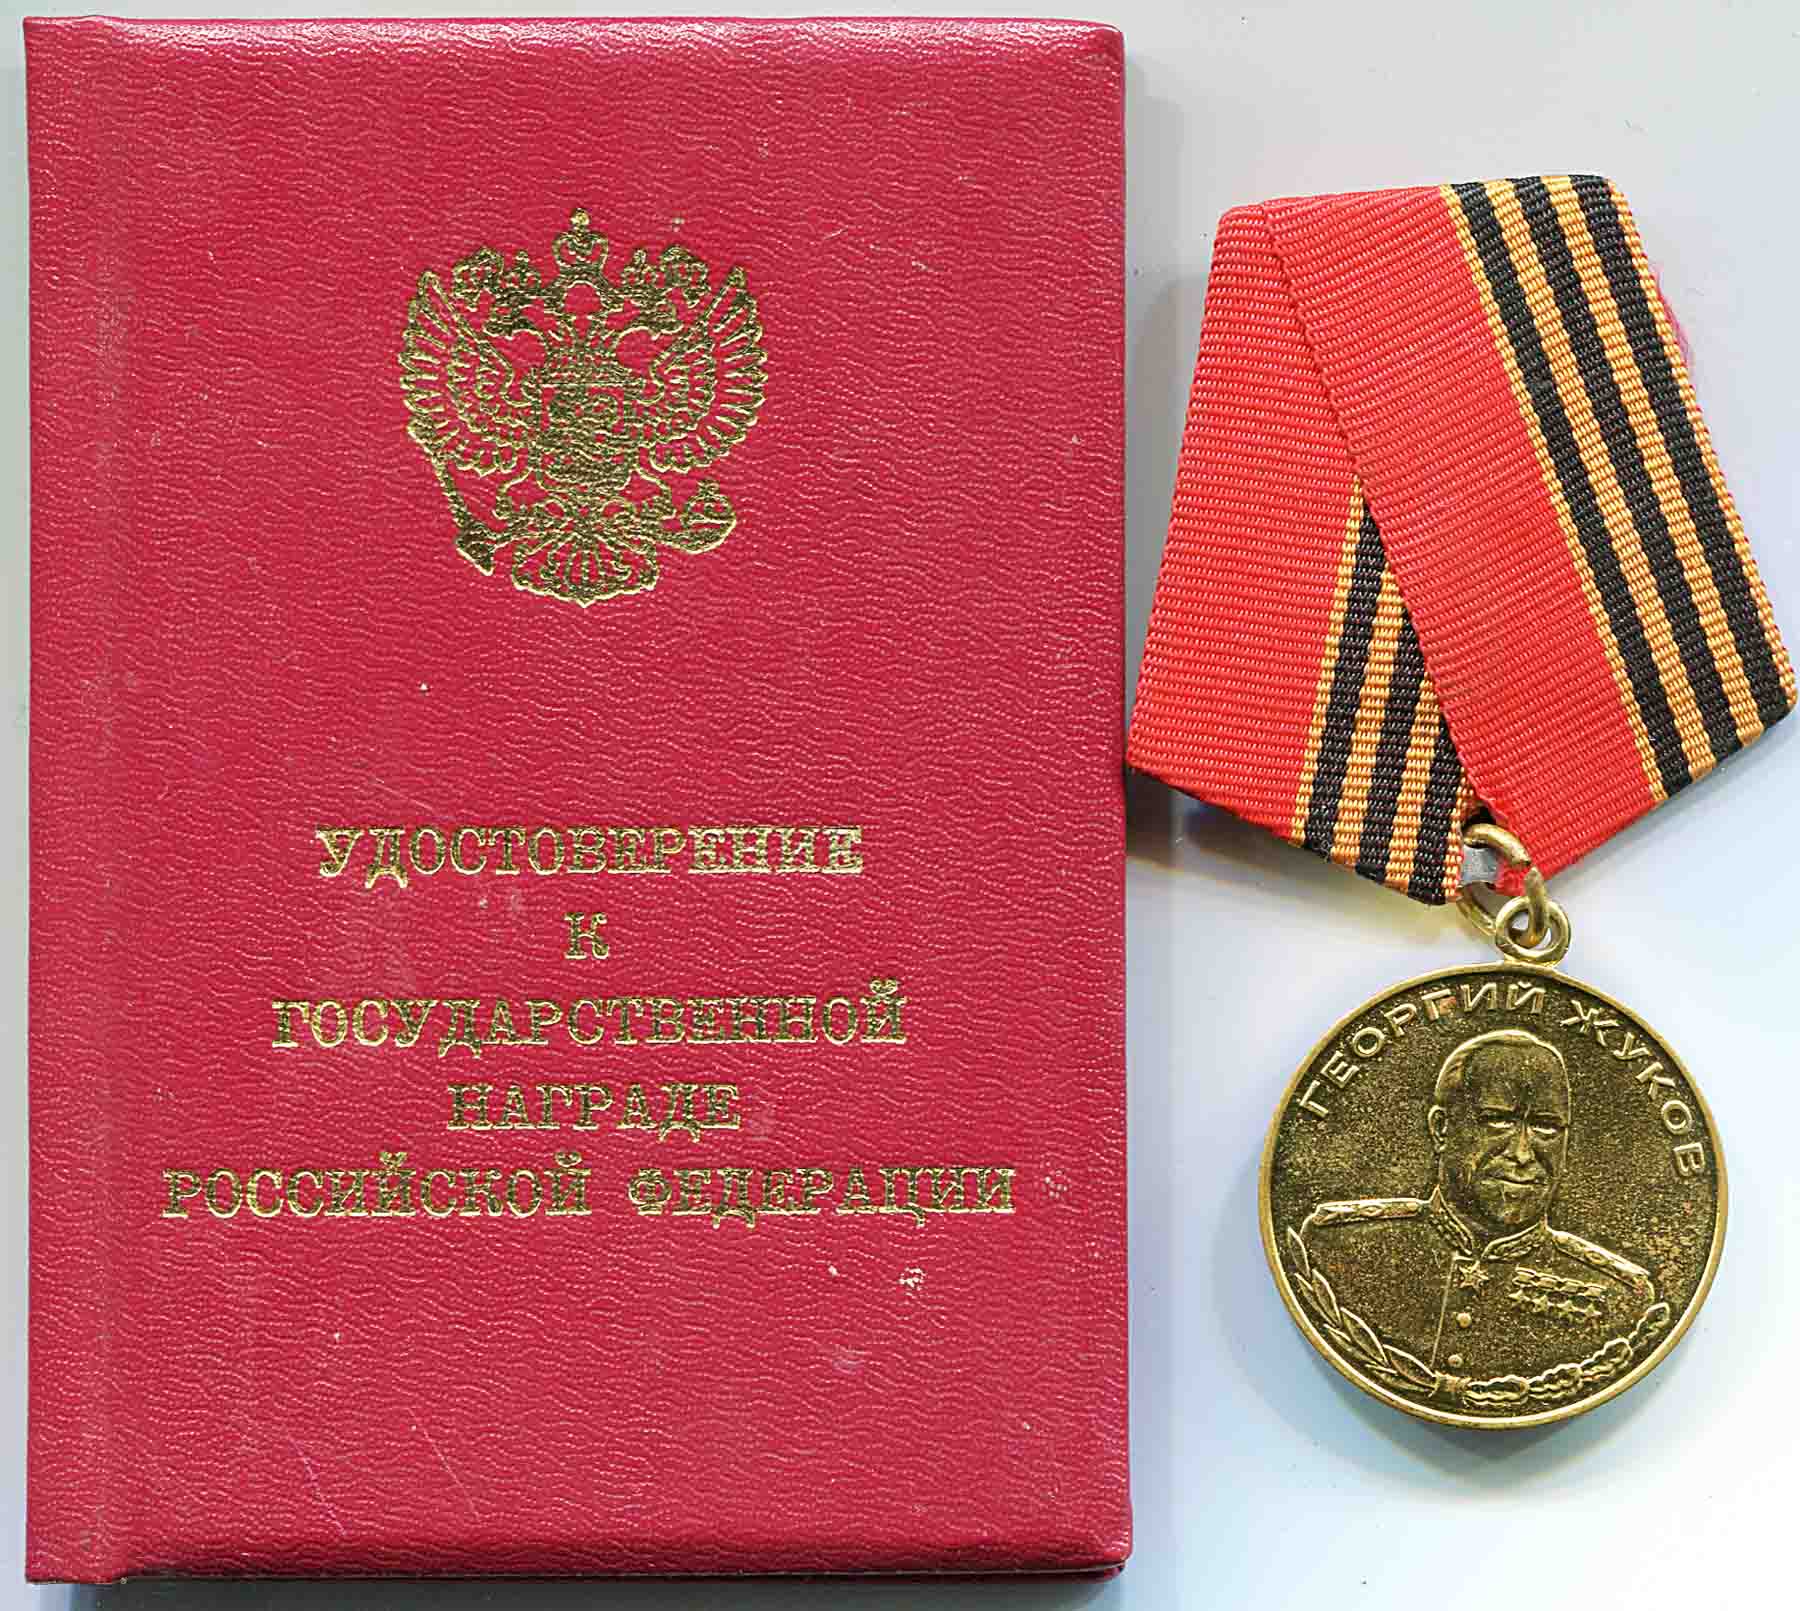 УДОСТОВЕРЕНИЕ
К
ГОСУДАРСТВЕННОЙ
НАГРАДЕ
РОССИЙСКОЙ ФЕДЕРАЦИИ
ГЕОРГИЙ ЖУКОВ